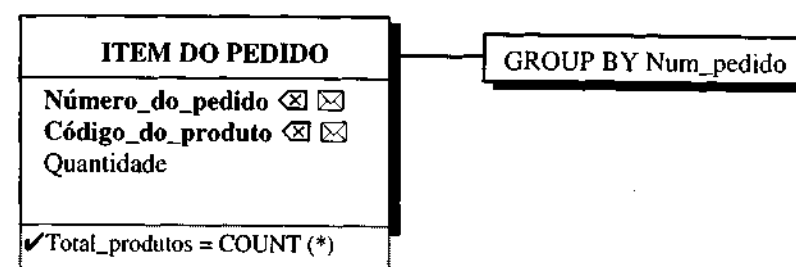 ITEM DO PEDIDO
GROUP BY Num_pedido
Número_do_pedido
Código_do_produto
Quantidade
✔Total_produtos = COUNT (*)